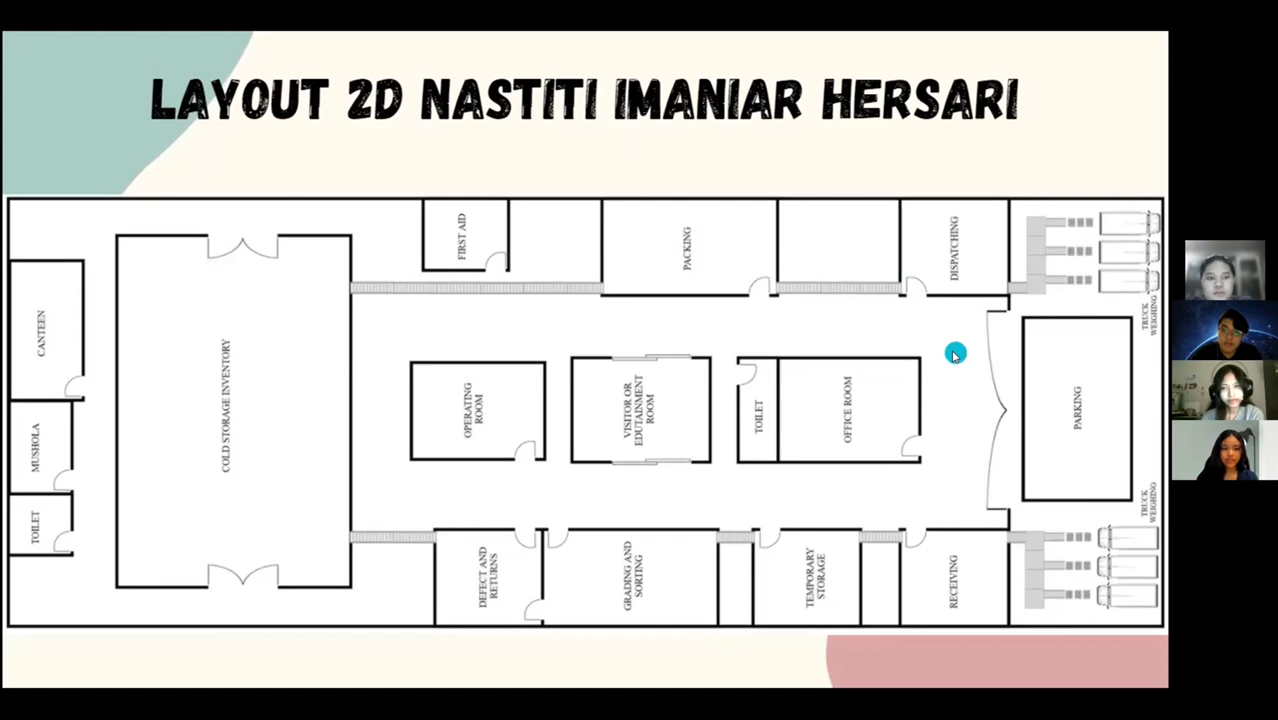 LAYOUT 2D NASTITI IMANIAR HERSARI
FIRST AID
PACKING
DISPATCHING
TRUCK
WEIGHING
CANTEEN
COLD STORAGE INVENTORY
OPERATING
ROOM
VISITOR OR
EDUTAINMENT
ROOM
TOILET
OFFICE ROOM
PARKING
MUSHOLA
TOILET
TRUCK
WEIGHING
DEFECT AND
RETURNS
GRADING AND
SORTING
TEMPORARY
STORAGE
RECEIVING